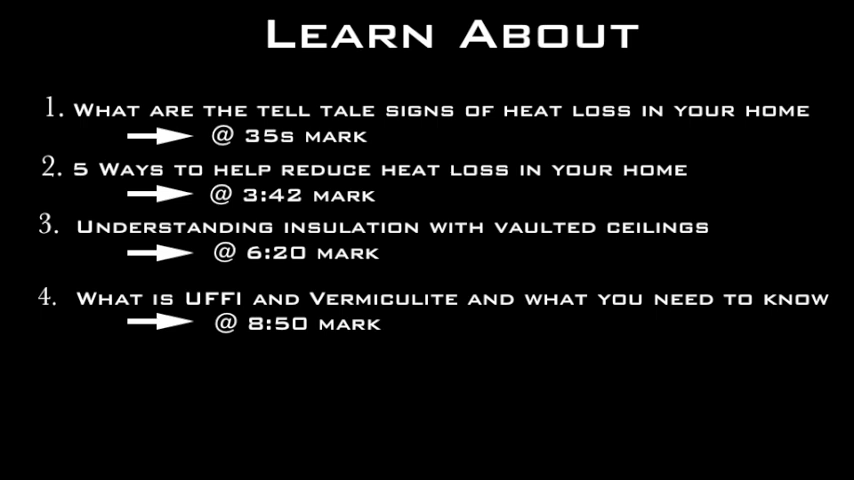 Learn About
1. What are the tell tale signs of heat loss in your home
@ 35s mark
2. 5 Ways to help reduce heat loss in your home
@ 3:42 mark
3. Understanding insulation with vaulted ceilings
@ 6:20 mark
4. What is UFFI and Vermiculite and what you need to know
@ 8:50 mark